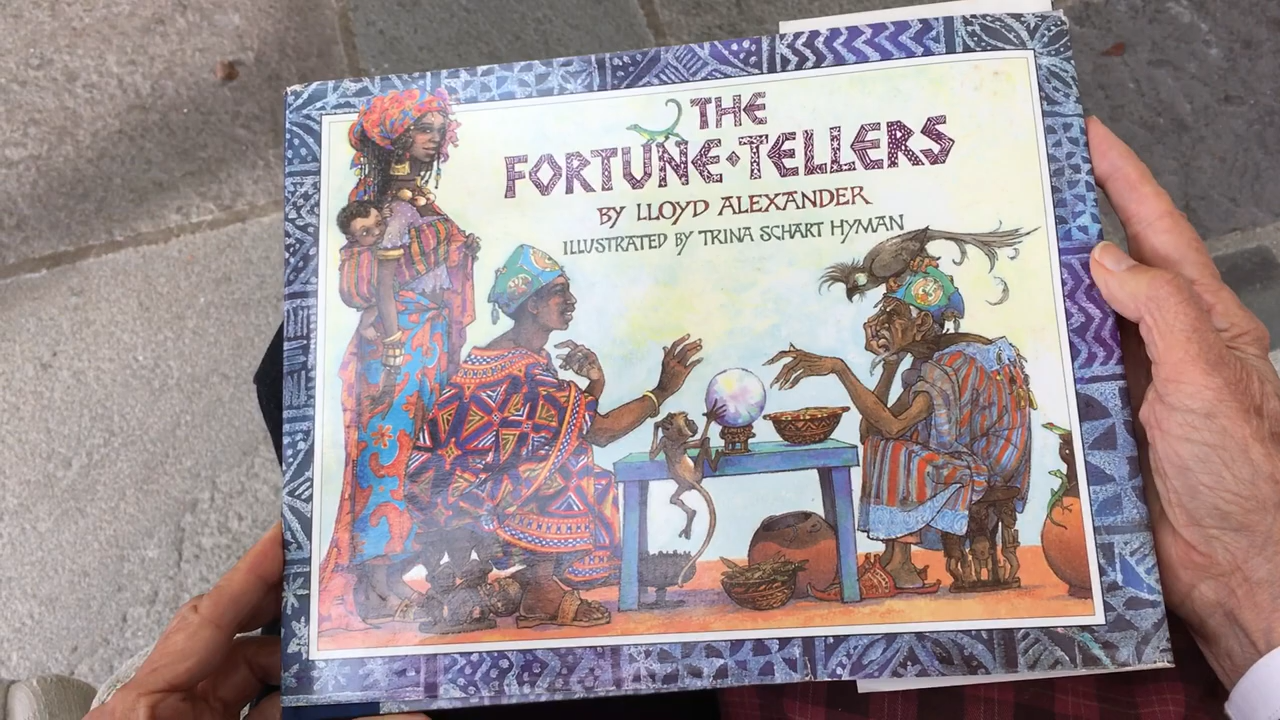 THE
FORTUNE·TELLERS
BY LLOYD ALEXANDER
ILLUSTRATED BY TRINA SCHART HYMAN